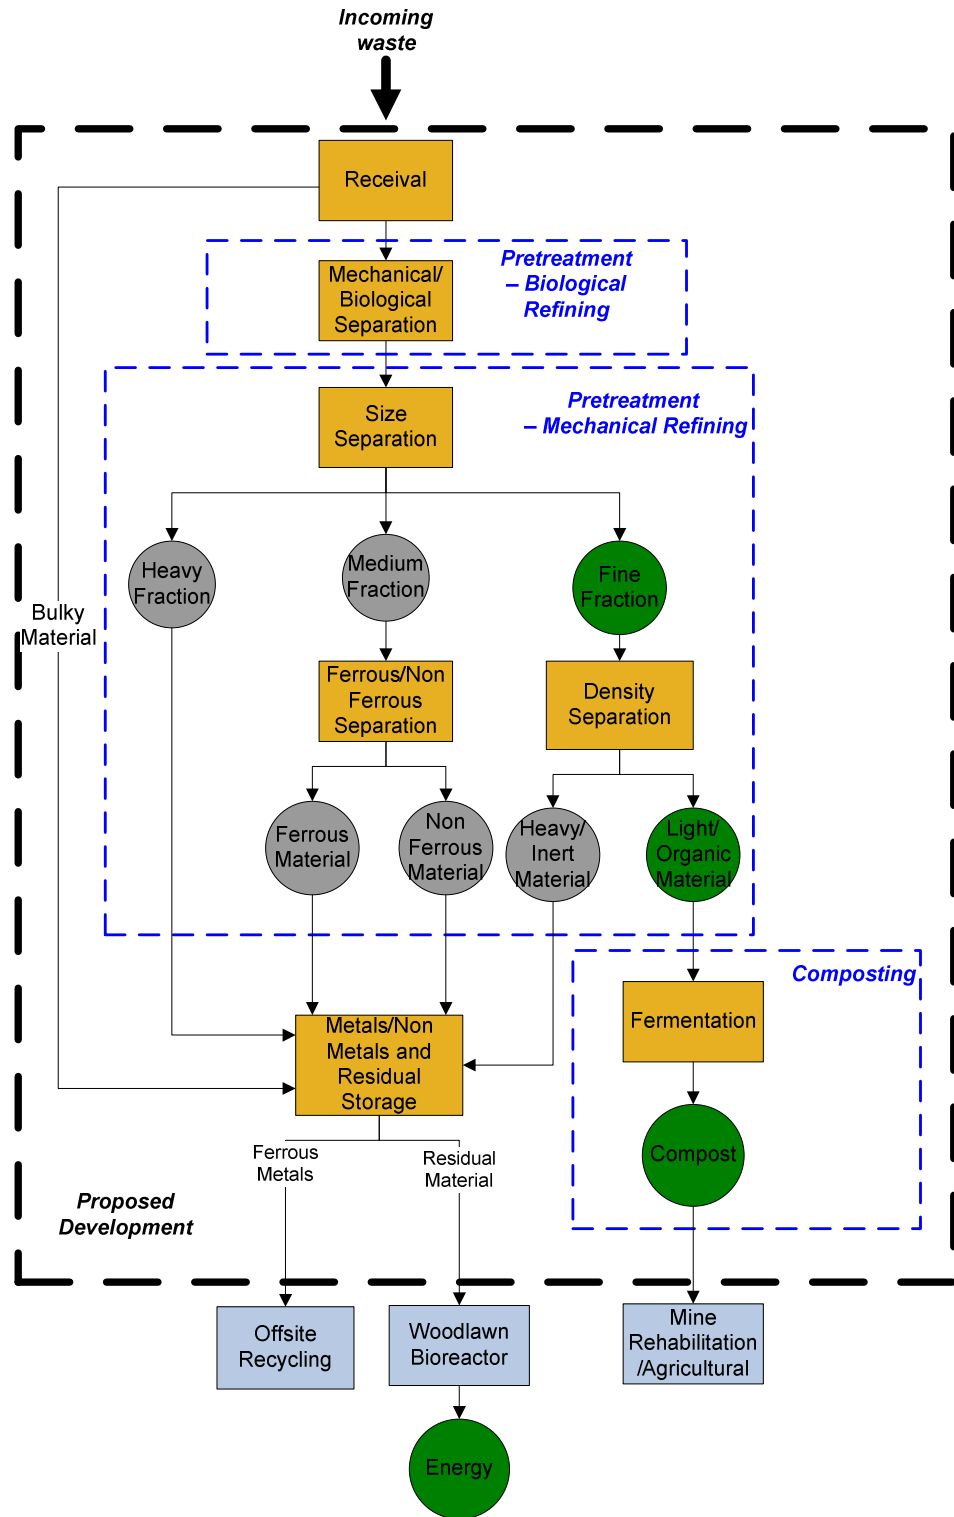 Incoming
waste
Receival
Pretreatment
– Biological
Refining
Mechanical/
Biological
Separation
Size
Separation
Pretreatment
– Mechanical Refining
Heavy
Fraction
Medium
Fraction
Fine
Fraction
Bulky
Material
Ferrous/Non
Ferrous
Separation
Density
Separation
Ferrous
Material
Non
Ferrous
Material
Heavy/
Inert
Material
Light/
Organic
Material
Composting
Fermentation
Metals/Non
Metals and
Residual
Storage
Compost
Ferrous
Metals
Residual
Material
Proposed
Development
Offsite
Recycling
Woodlawn
Bioreactor
Mine
Rehabilitation
/Agricultural
Energy